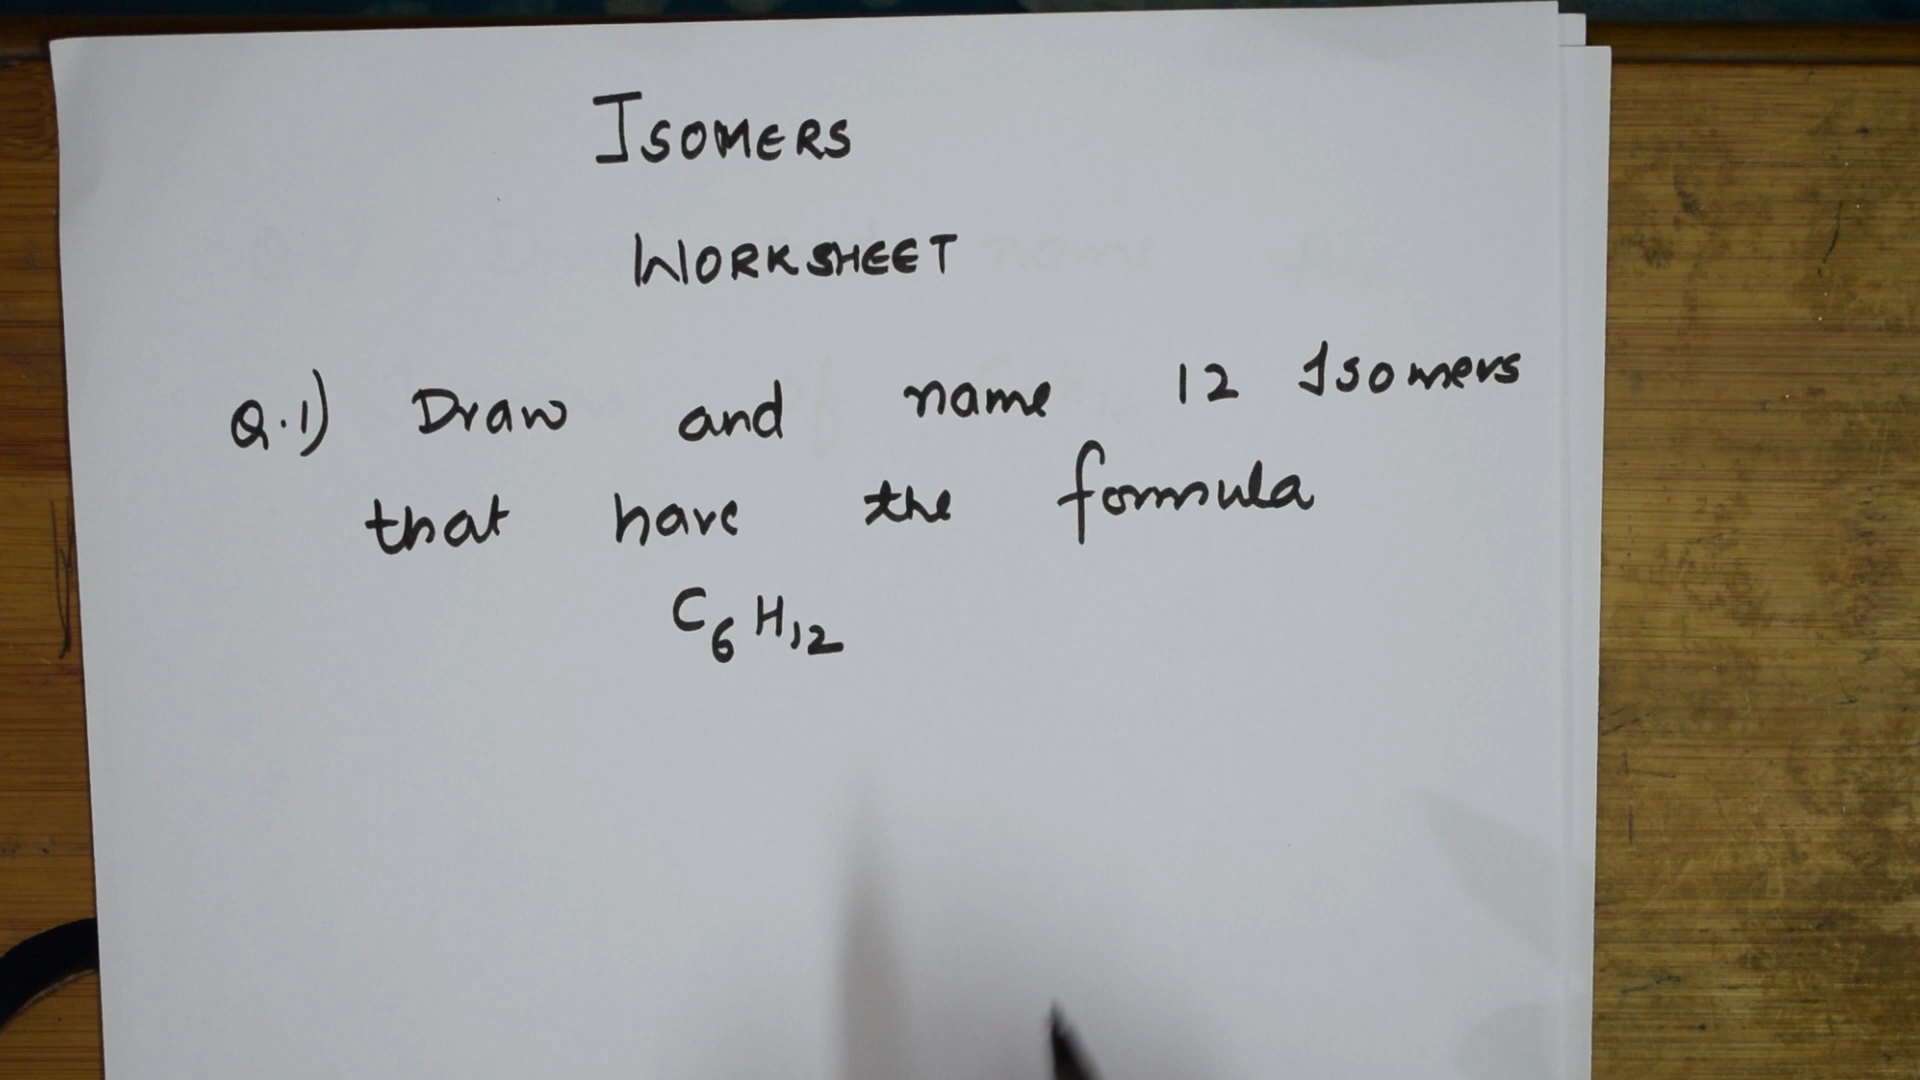 ISOMERS
WORKSHEET
Q.1) Draw and name 12 Isomers
that have the formula
C₆H₁₂